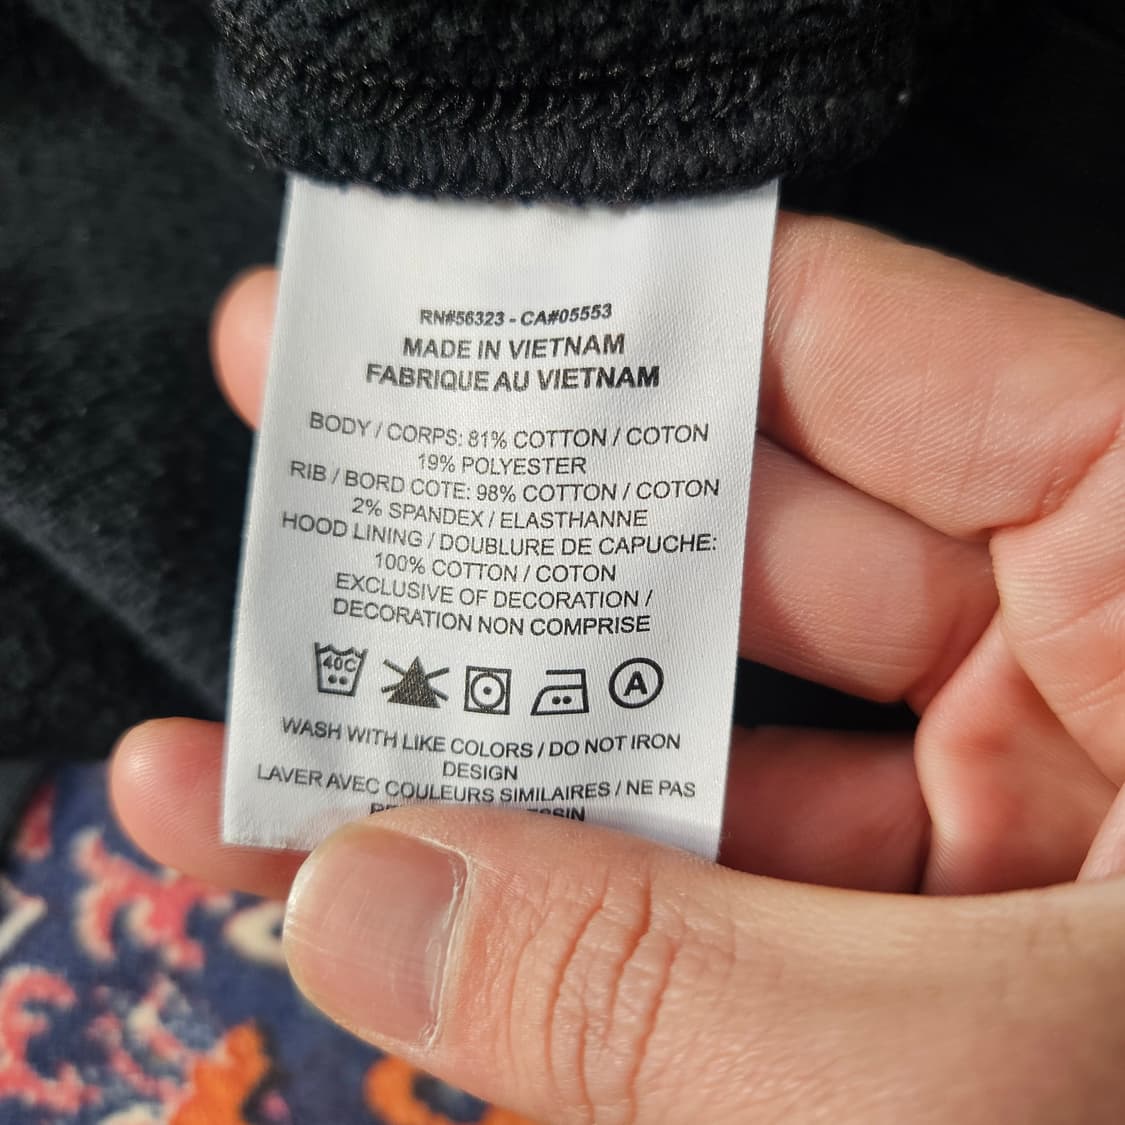 RN#56323 - CA#05553
MADE IN VIETNAM
FABRIQUE AU VIETNAM
BODY / CORPS: 81% COTTON / COTON
19% POLYESTER
RIB / BORD COTE: 98% COTTON / COTON
2% SPANDEX / ELASTHANNE
HOOD LINING / DOUBLURE DE CAPUCHE:
100% COTTON / COTON
EXCLUSIVE OF DECORATION /
DECORATION NON COMPRISE
40C
A
WASH WITH LIKE COLORS / DO NOT IRON
DESIGN
LAVER AVEC COULEURS SIMILAIRES / NE PAS